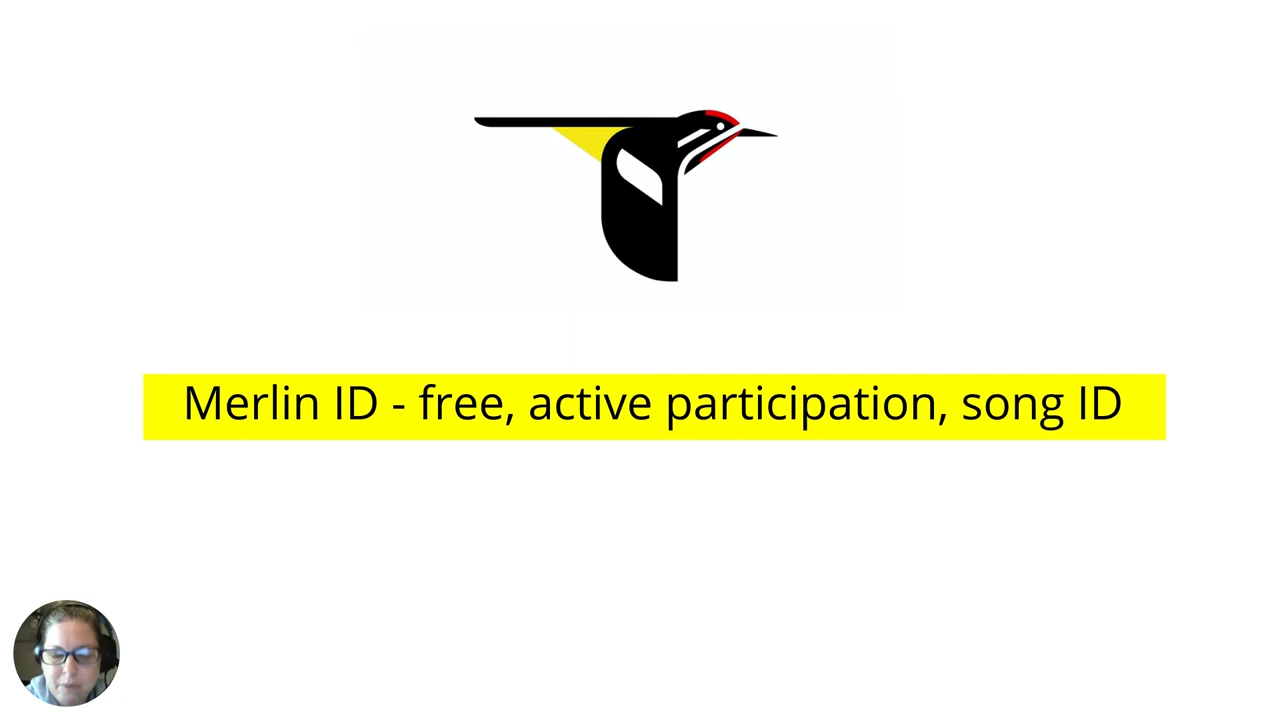 Merlin ID - free, active participation, song ID